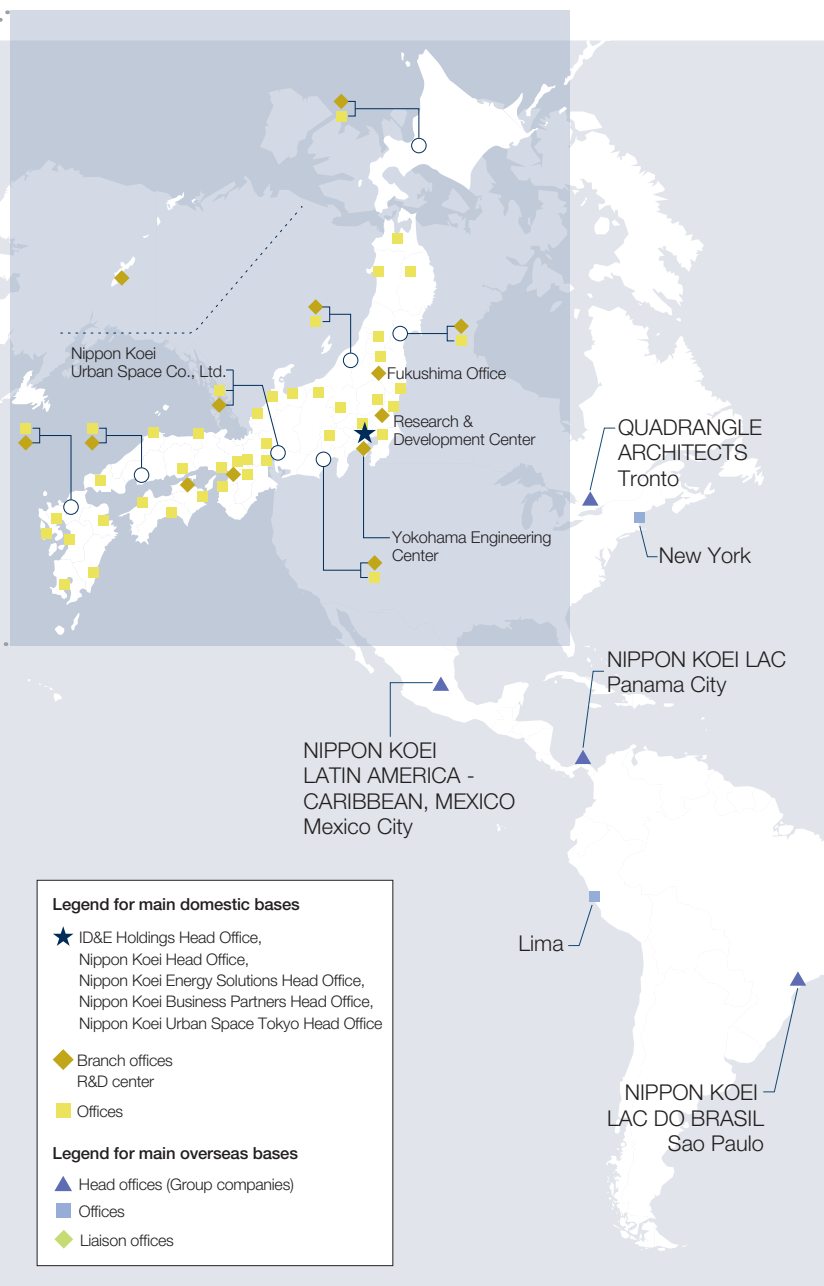 Nippon Koei
Urban Space Co., Ltd.
Fukushima Office
Research &
Development Center
Yokohama Engineering
Center
QUADRANGLE
ARCHITECTS
Tronto
New York
NIPPON KOEI LAC
Panama City
NIPPON KOEI
LATIN AMERICA -
CARIBBEAN, MEXICO
Mexico City
Lima
NIPPON KOEI
LAC DO BRASIL
Sao Paulo
Legend for main domestic bases
ID&E Holdings Head Office,
Nippon Koei Head Office,
Nippon Koei Energy Solutions Head Office,
Nippon Koei Business Partners Head Office,
Nippon Koei Urban Space Tokyo Head Office
Branch offices
R&D center
Offices
Legend for main overseas bases
Head offices (Group companies)
Offices
Liaison offices